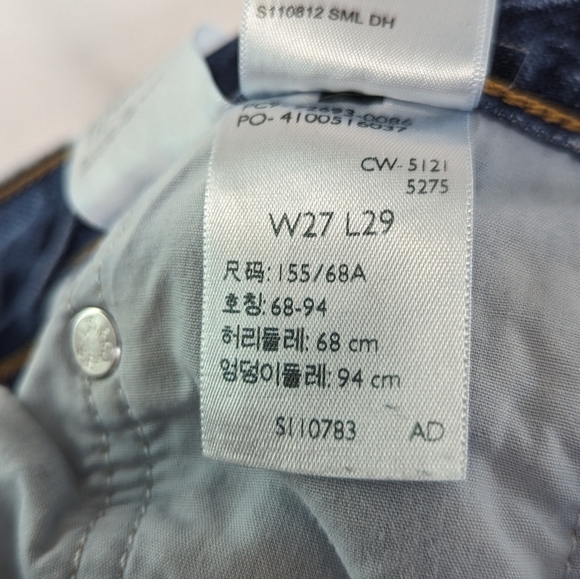 S110812 SML DH
PO- 4100516037
CW- 5121
5275
W27 L29
尺码: 155/68A
호칭: 68-94
허리둘레: 68 cm
엉덩이둘레: 94 cm
S110783 AD